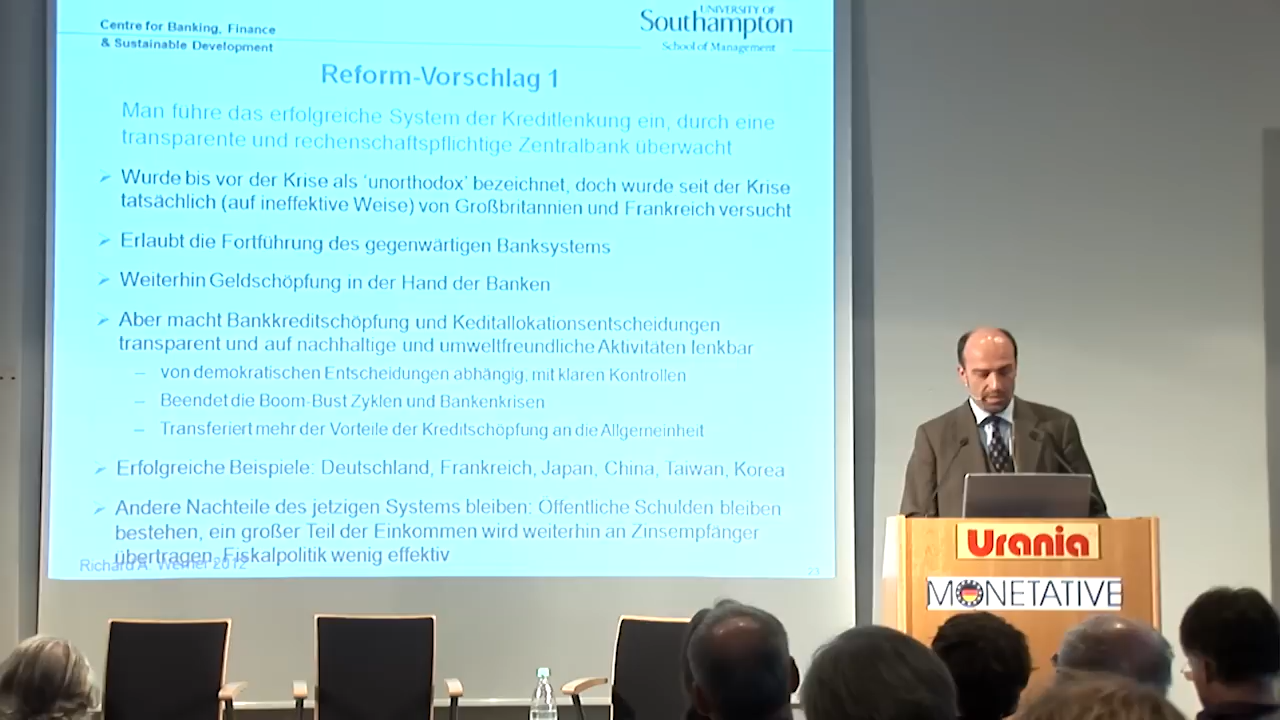 Centre for Banking, Finance
& Sustainable Development
UNIVERSITY OF
Southampton
School of Management
Reform-Vorschlag 1
Man führe das erfolgreiche System der Kreditlenkung ein, durch eine
transparente und rechenschaftspflichtige Zentralbank überwacht
➢ Wurde bis vor der Krise als ‘unorthodox’ bezeichnet, doch wurde seit der Krise
tatsächlich (auf ineffektive Weise) von Großbritannien und Frankreich versucht
➢ Erlaubt die Fortführung des gegenwärtigen Banksystems
➢ Weiterhin Geldschöpfung in der Hand der Banken
➢ Aber macht Bankkreditschöpfung und Keditallokationsentscheidungen
transparent und auf nachhaltige und umweltfreundliche Aktivitäten lenkbar
– von demokratischen Entscheidungen abhängig, mit klaren Kontrollen
– Beendet die Boom-Bust Zyklen und Bankenkrisen
– Transferiert mehr der Vorteile der Kreditschöpfung an die Allgemeinheit
➢ Erfolgreiche Beispiele: Deutschland, Frankreich, Japan, China, Taiwan, Korea
➢ Andere Nachteile des jetzigen Systems bleiben: Öffentliche Schulden bleiben
bestehen, ein großer Teil der Einkommen wird weiterhin an Zinsempfänger
übertragen, Fiskalpolitik wenig effektiv
Richard A. Werner 2012
23
Urania
MONETATIVE